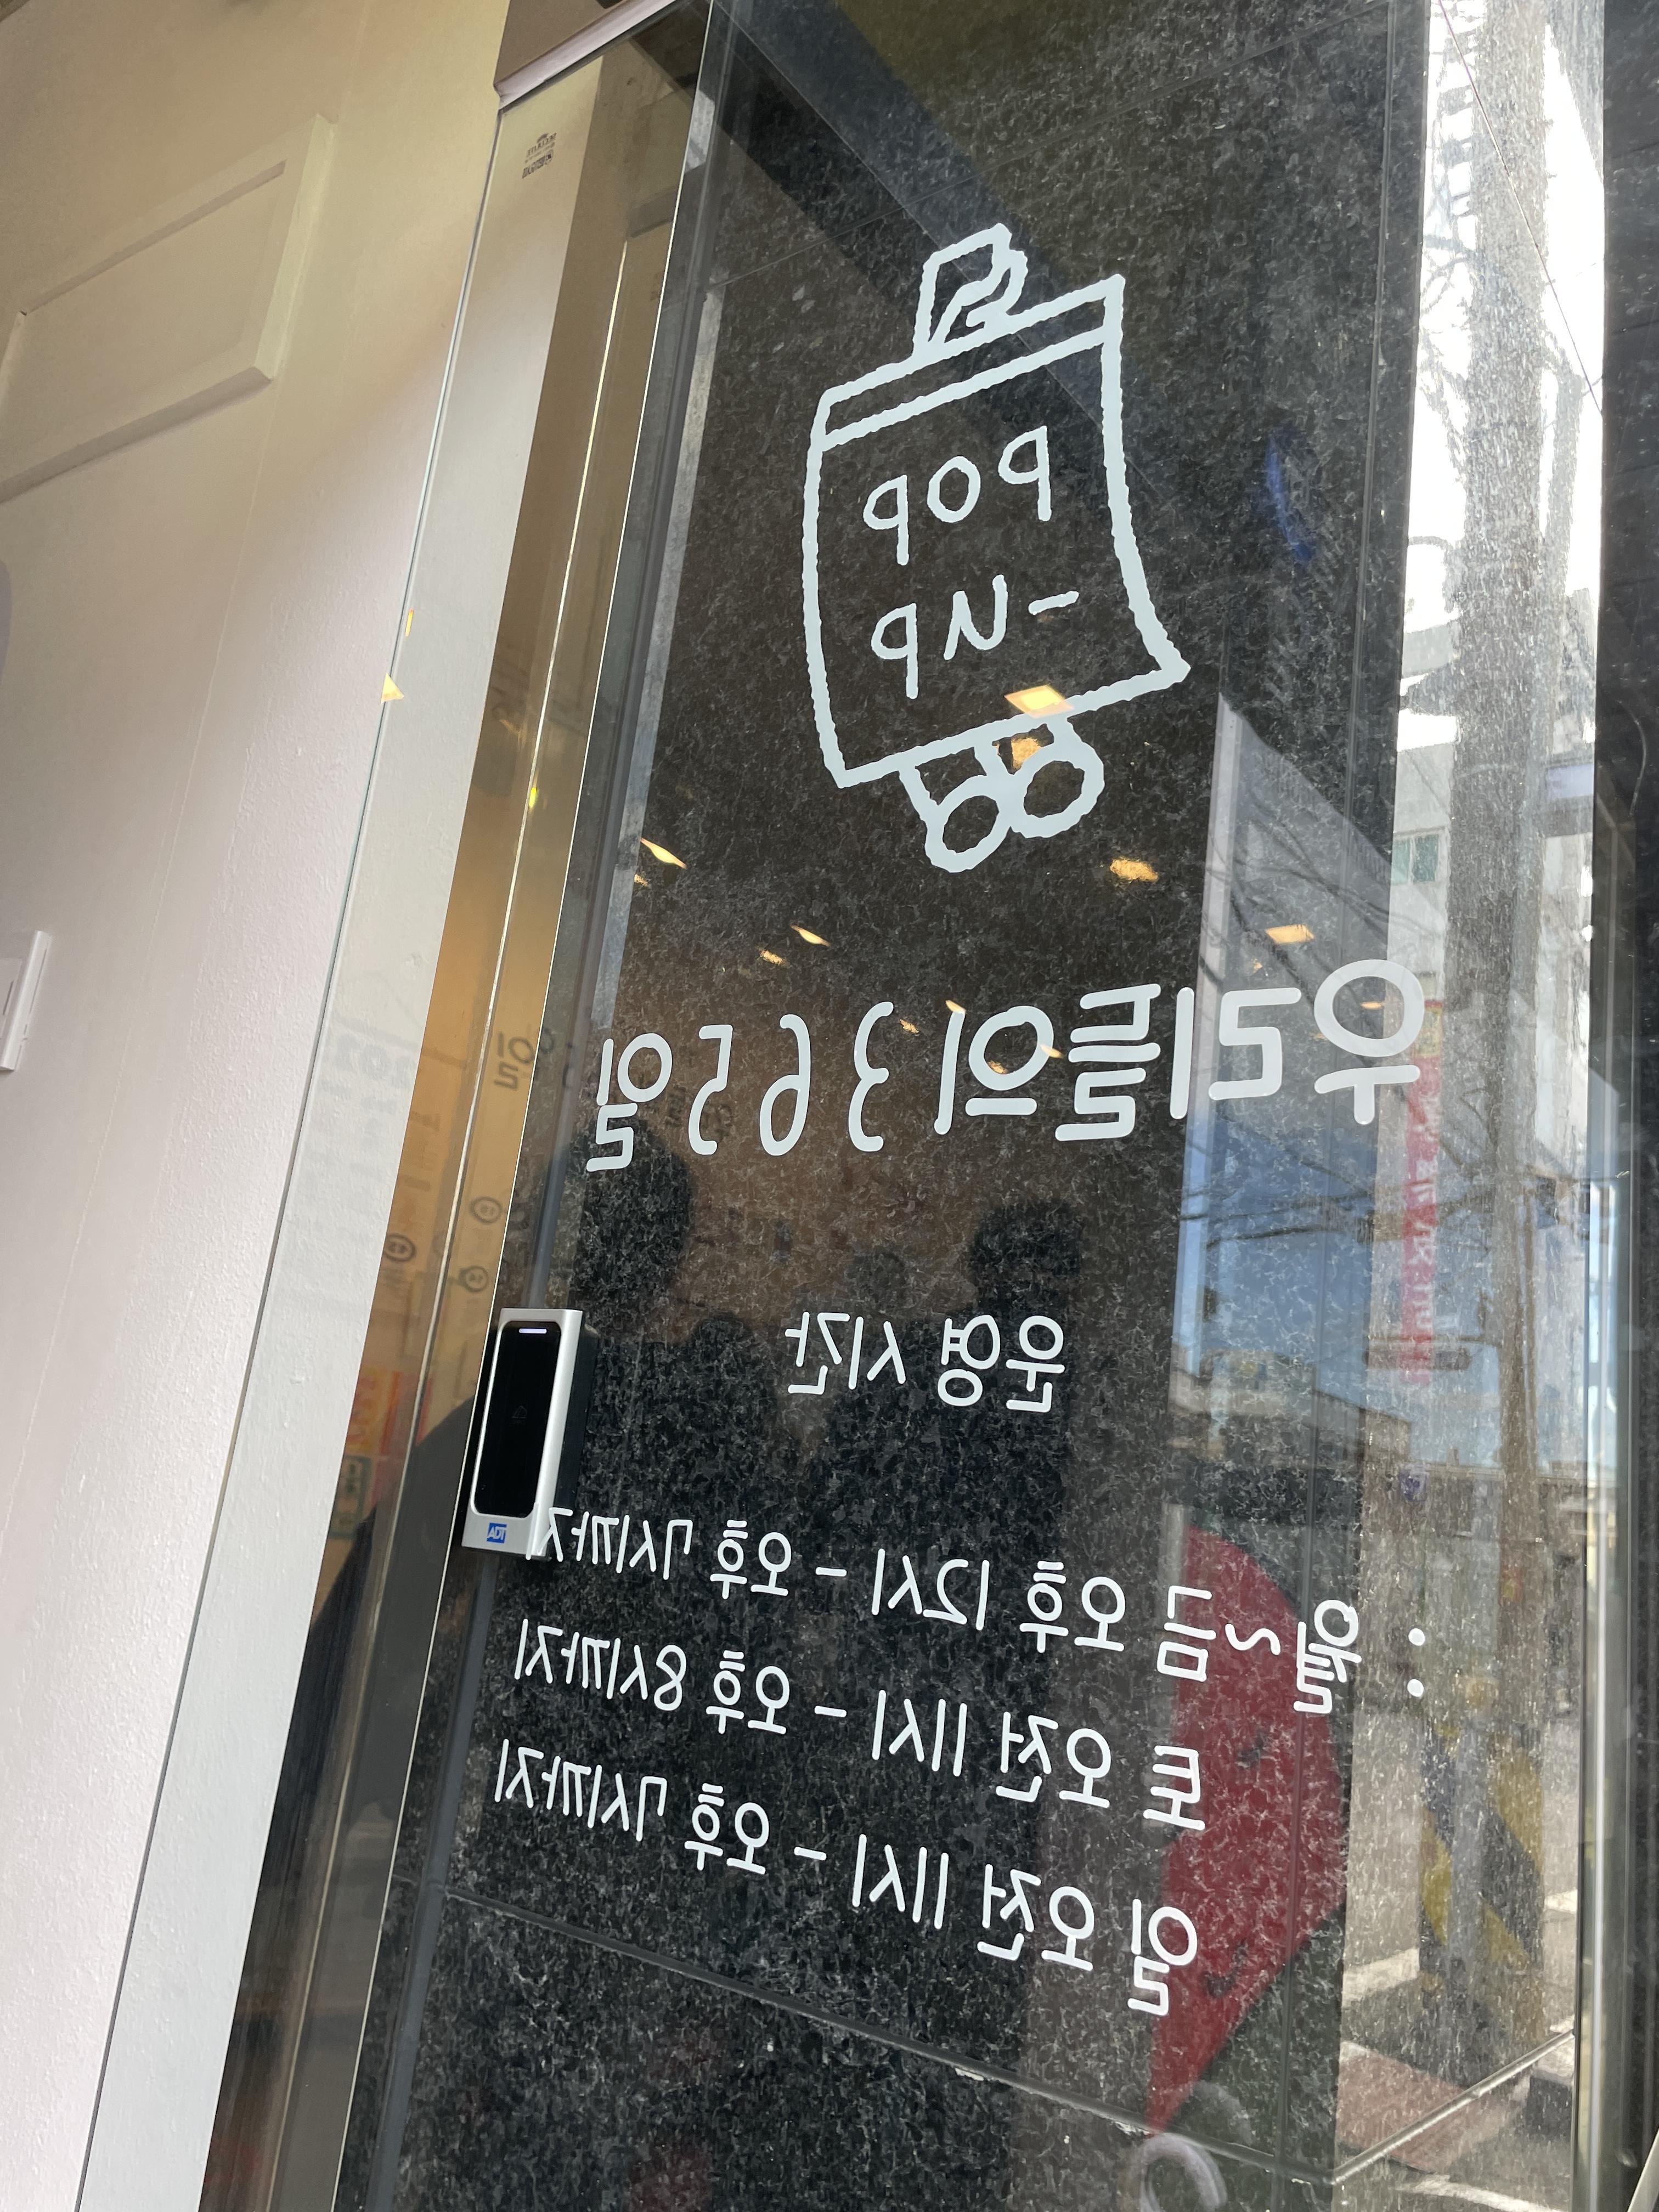 POP
-UP
우리들의 365일
운영 시간
: 월~금 오후 12시 - 오후 7시까지
토 오전 11시 - 오후 8시까지
일 오전 11시 - 오후 7시까지
ADT